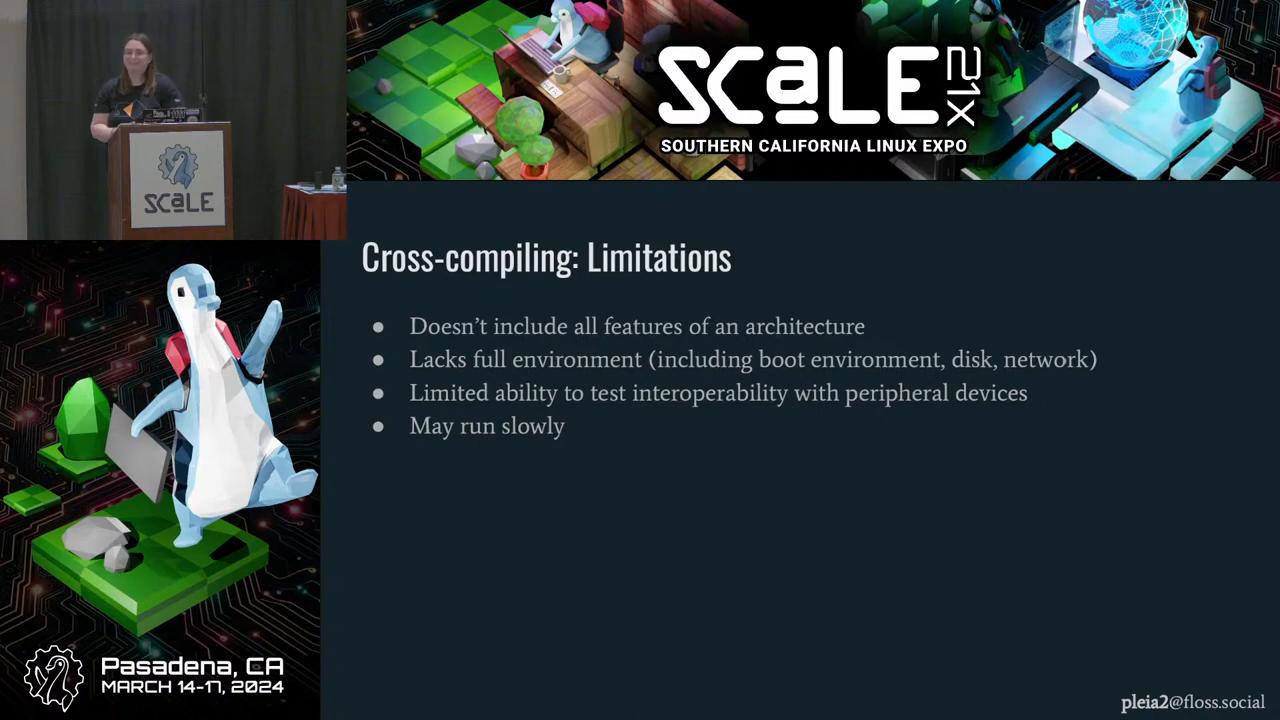 SCALE
21X
SOUTHERN CALIFORNIA LINUX EXPO
SCALE
Cross-compiling: Limitations
● Doesn't include all features of an architecture
● Lacks full environment (including boot environment, disk, network)
● Limited ability to test interoperability with peripheral devices
● May run slowly
Pasadena, CA
MARCH 14-17, 2024
pleia2@floss.social